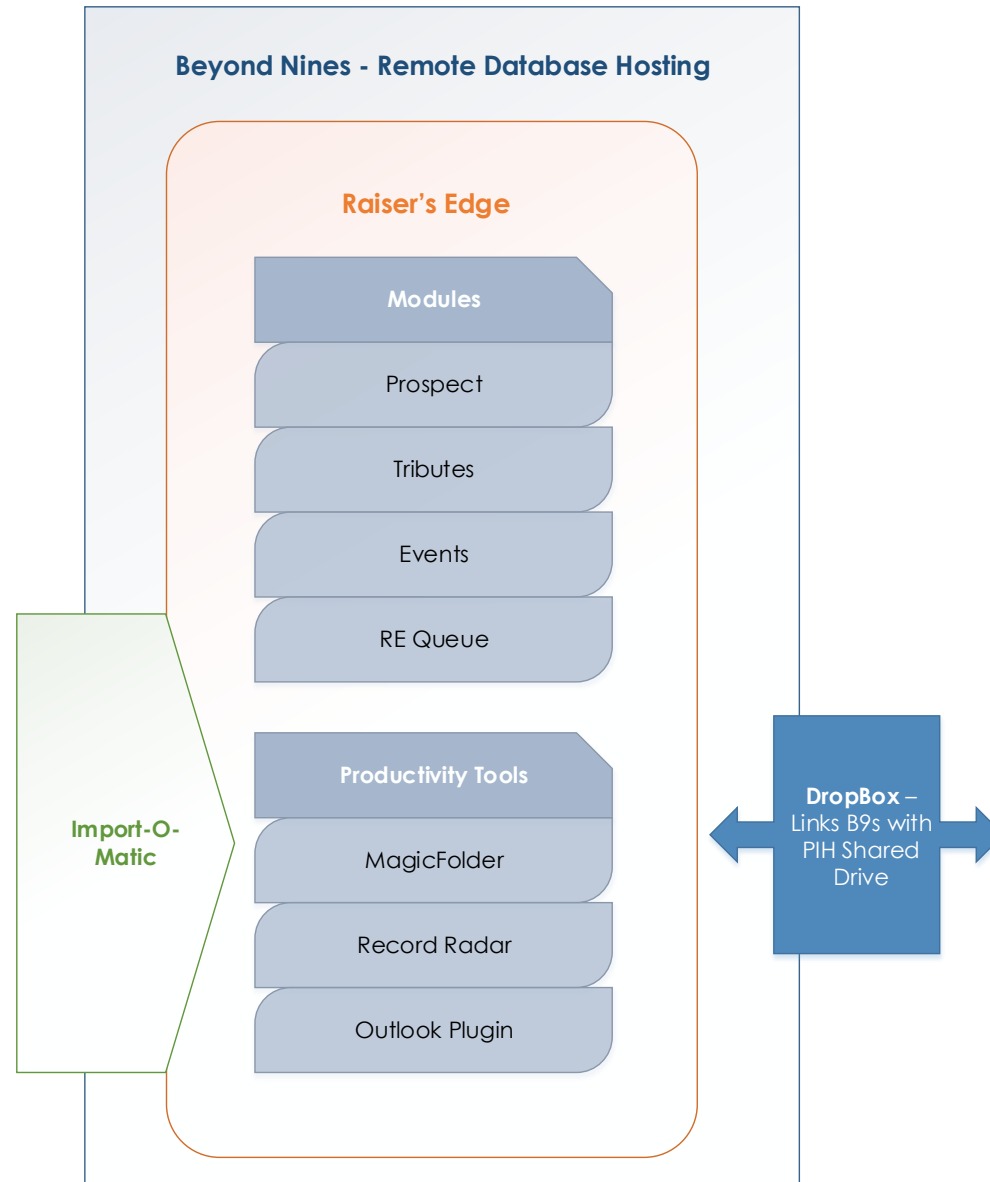 Beyond Nines - Remote Database Hosting
Raiser’s Edge
Modules
Prospect
Tributes
Events
RE Queue
Productivity Tools
MagicFolder
Record Radar
Outlook Plugin
Import-O-
Matic
DropBox –
Links B9s with
PIH Shared
Drive